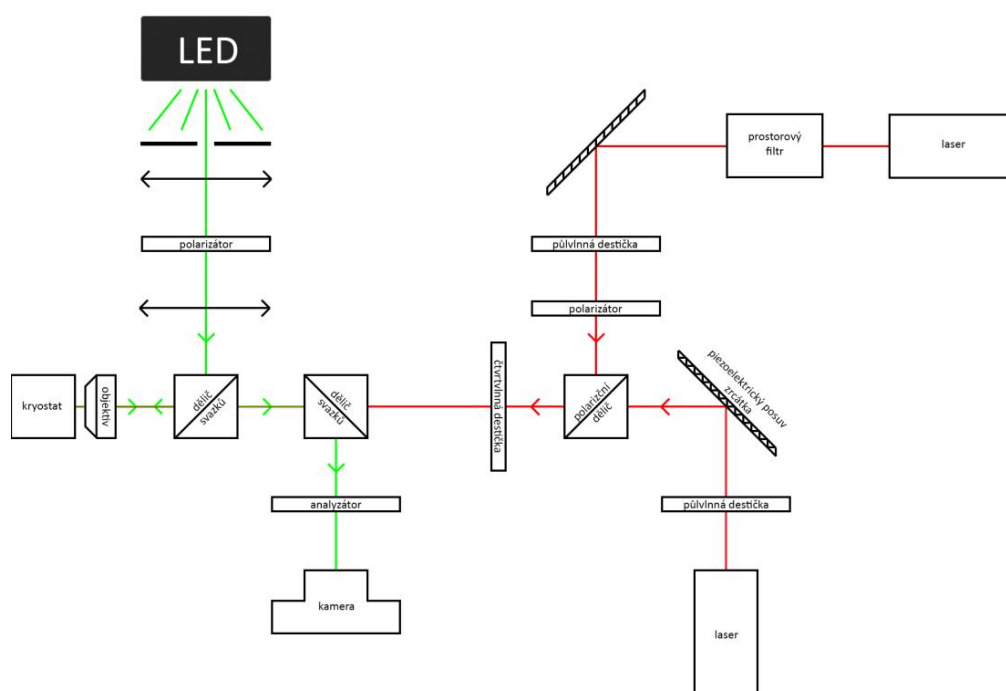 LED
prostorový
filtr
laser
polarizátor
půlvlnná destička
polarizátor
kryostat
objektiv
dělič
svazků
dělič
svazků
čtvrtvlnná destička
polarizční
dělič
piezoelektrický posuv
zrcátka
analyzátor
půlvlnná destička
kamera
laser